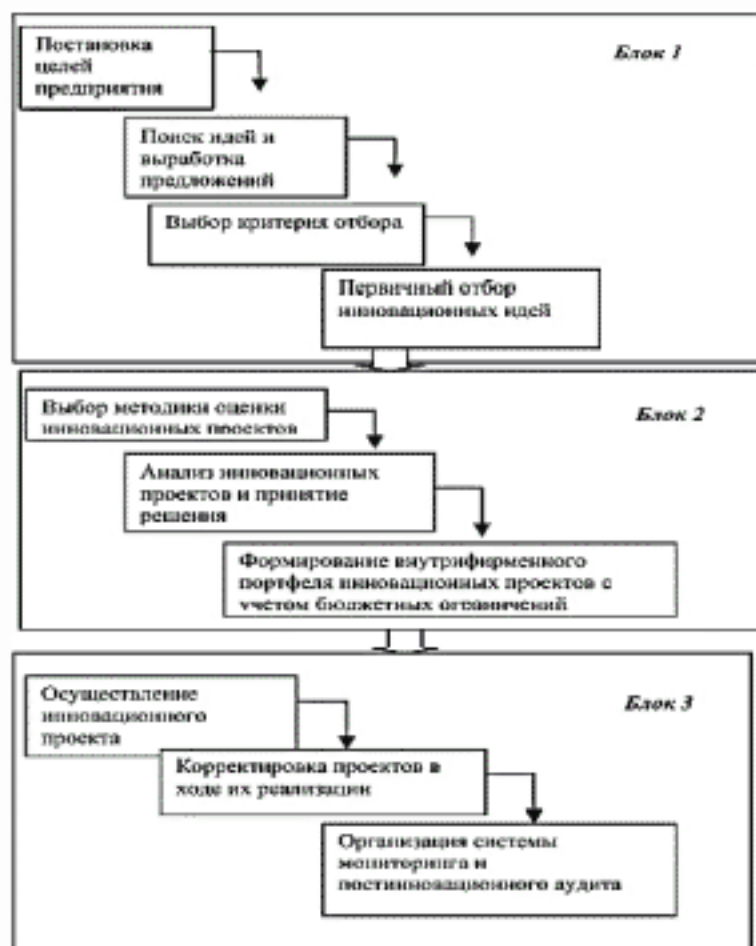 Постановка
целей
предприятия
Блок 1
Поиск идей и
выработка
предложений
Выбор критерия отбора
Первичный отбор
инновационных идей
Выбор методики оценки
инновационных проектов
Блок 2
Анализ инновационных
проектов и принятие
решения
Формирование внутрифирменного
портфеля инновационных проектов с
учетом бюджетных ограничений
Осуществление
инновационного
проекта
Блок 3
Корректировка проектов в
ходе их реализации
Организация системы
мониторинга и
постинновационного аудита